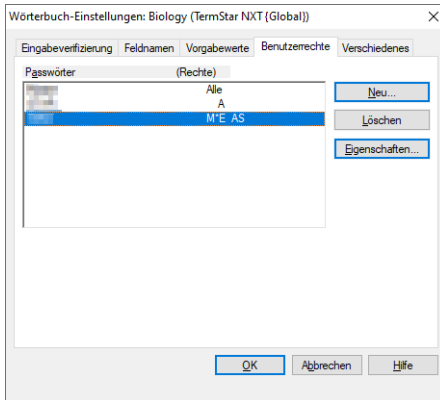 Wörterbuch-Einstellungen: Biology (TermStar NXT {Global})
Eingabeverifizierung Feldnamen Vorgabewerte Benutzerrechte Verschiedenes
Passwörter (Rechte)
Alle
A
M*E AS
Neu...
Löschen
Eigenschaften...
OK Abbrechen Hilfe